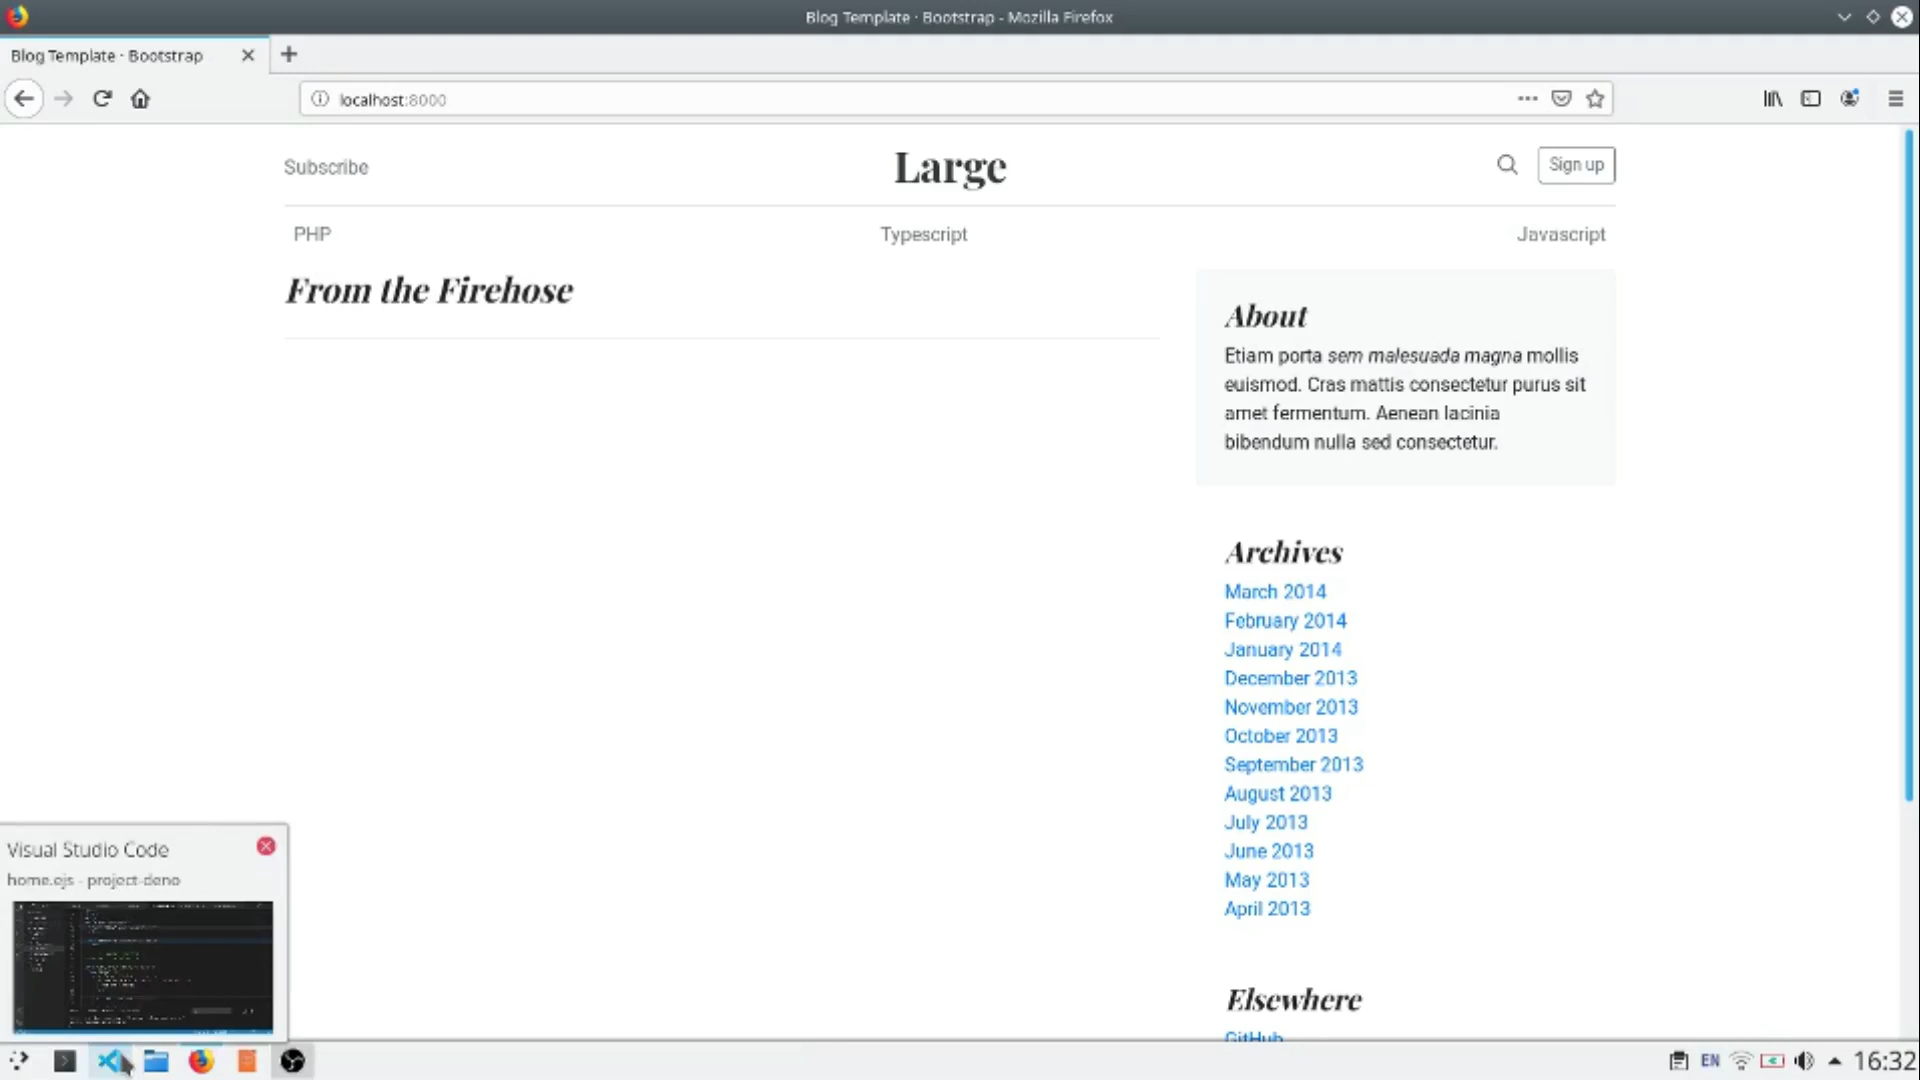 Blog Template · Bootstrap - Mozilla Firefox
Blog Template · Bootstrap
localhost:8000
Subscribe
Large
Sign up
PHP
Typescript
Javascript
From the Firehose
About
Etiam porta sem malesuada magna mollis
euismod. Cras mattis consectetur purus sit
amet fermentum. Aenean lacinia
bibendum nulla sed consectetur.
Archives
March 2014
February 2014
January 2014
December 2013
November 2013
October 2013
September 2013
August 2013
July 2013
June 2013
May 2013
April 2013
Elsewhere
GitHub
Visual Studio Code
home.ejs - project-deno
EN
16:32